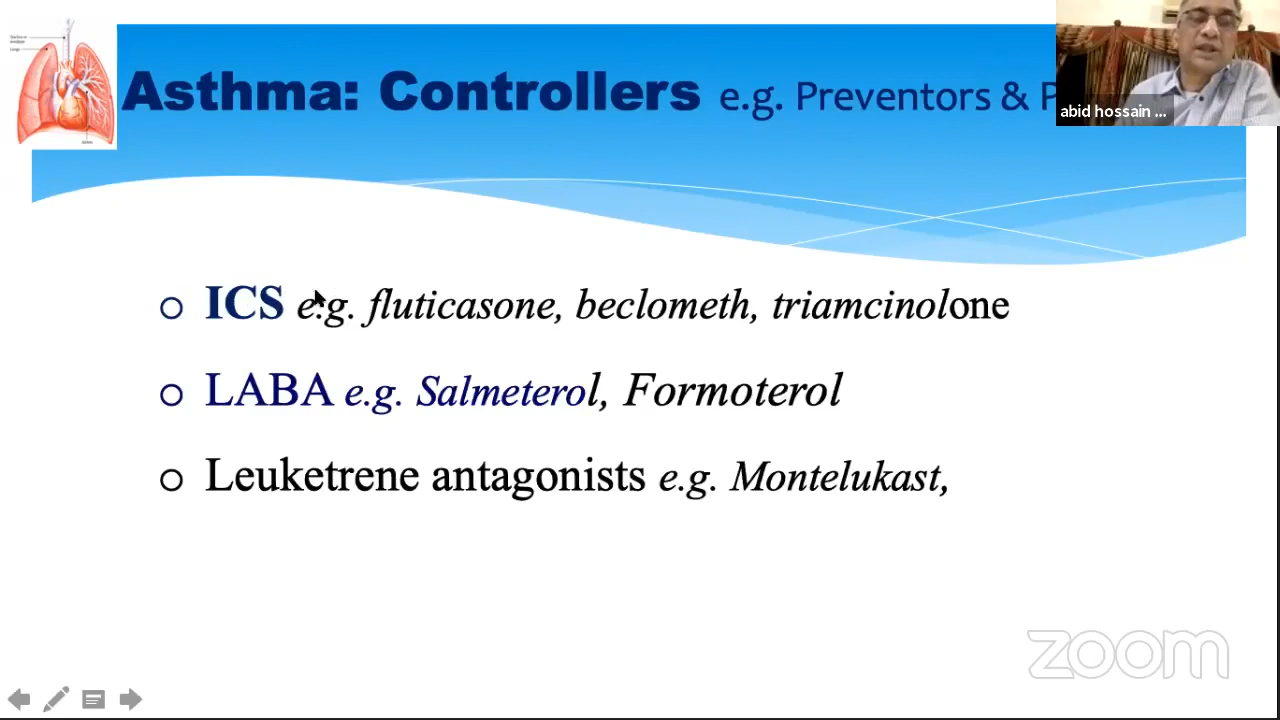 Asthma: Controllers e.g. Preventors & P
abid hossain ...
o ICS e.g. fluticasone, beclometh, triamcinolone
o LABA e.g. Salmeterol, Formoterol
o Leuketrene antagonists e.g. Montelukast,
zoom